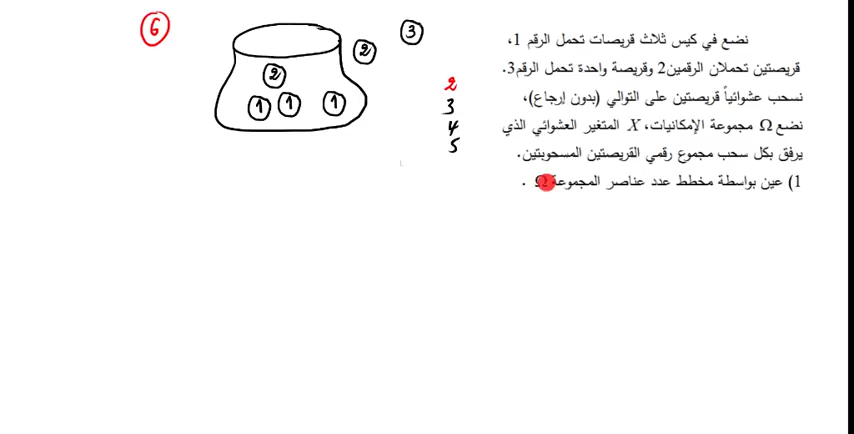 نضع في كيس ثلاث قريصات تحمل الرقم 1،
قريصتين تحملان الرقمين2 وقريصة واحدة تحمل الرقم3.
نسحب عشوائياً قريصتين على التوالي (بدون إرجاع)،
نضع Ω مجموعة الإمكانيات، X المتغير العشوائي الذي
يرفق بكل سحب مجموع رقمي القريصتين المسحوبتين.
1) عين بواسطة مخطط عدد عناصر المجموعة Ω .
6
3
2
2
1 1 1
2
3
4
5